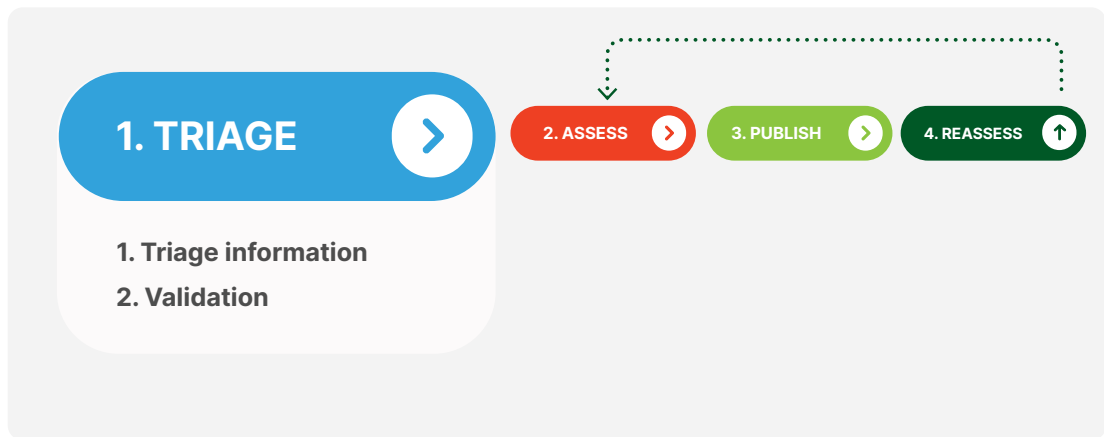 1. TRIAGE
2. ASSESS
3. PUBLISH
4. REASSESS
1. Triage information
2. Validation